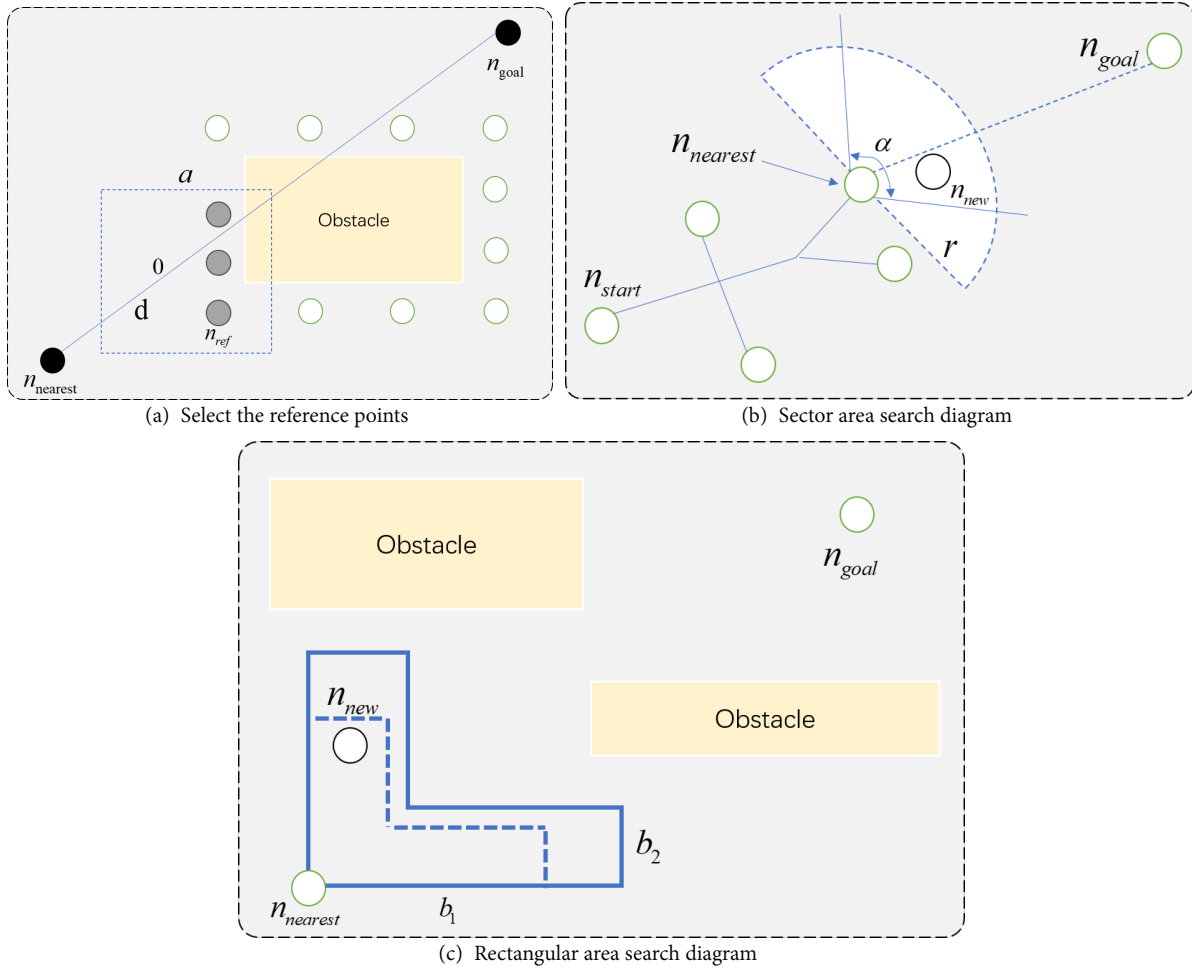 n_goal
a
Obstacle
0
d
n_ref
n_nearest
(a) Select the reference points
n_goal
n_nearest
α
n_new
r
n_start
(b) Sector area search diagram
Obstacle
n_goal
n_new
Obstacle
b_2
n_nearest
b_1
(c) Rectangular area search diagram